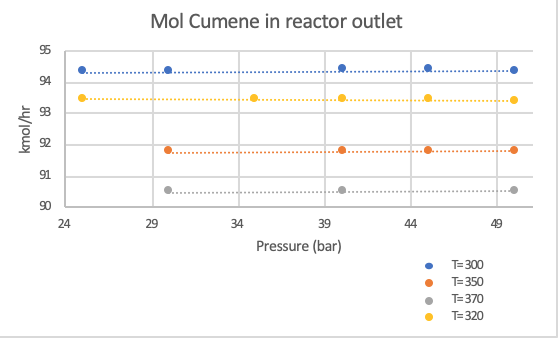 Mol Cumene in reactor outlet
95
94
93
92
91
90
kmol/hr
24 29 34 39 44 49
Pressure (bar)
T=300
T=350
T=370
T=320